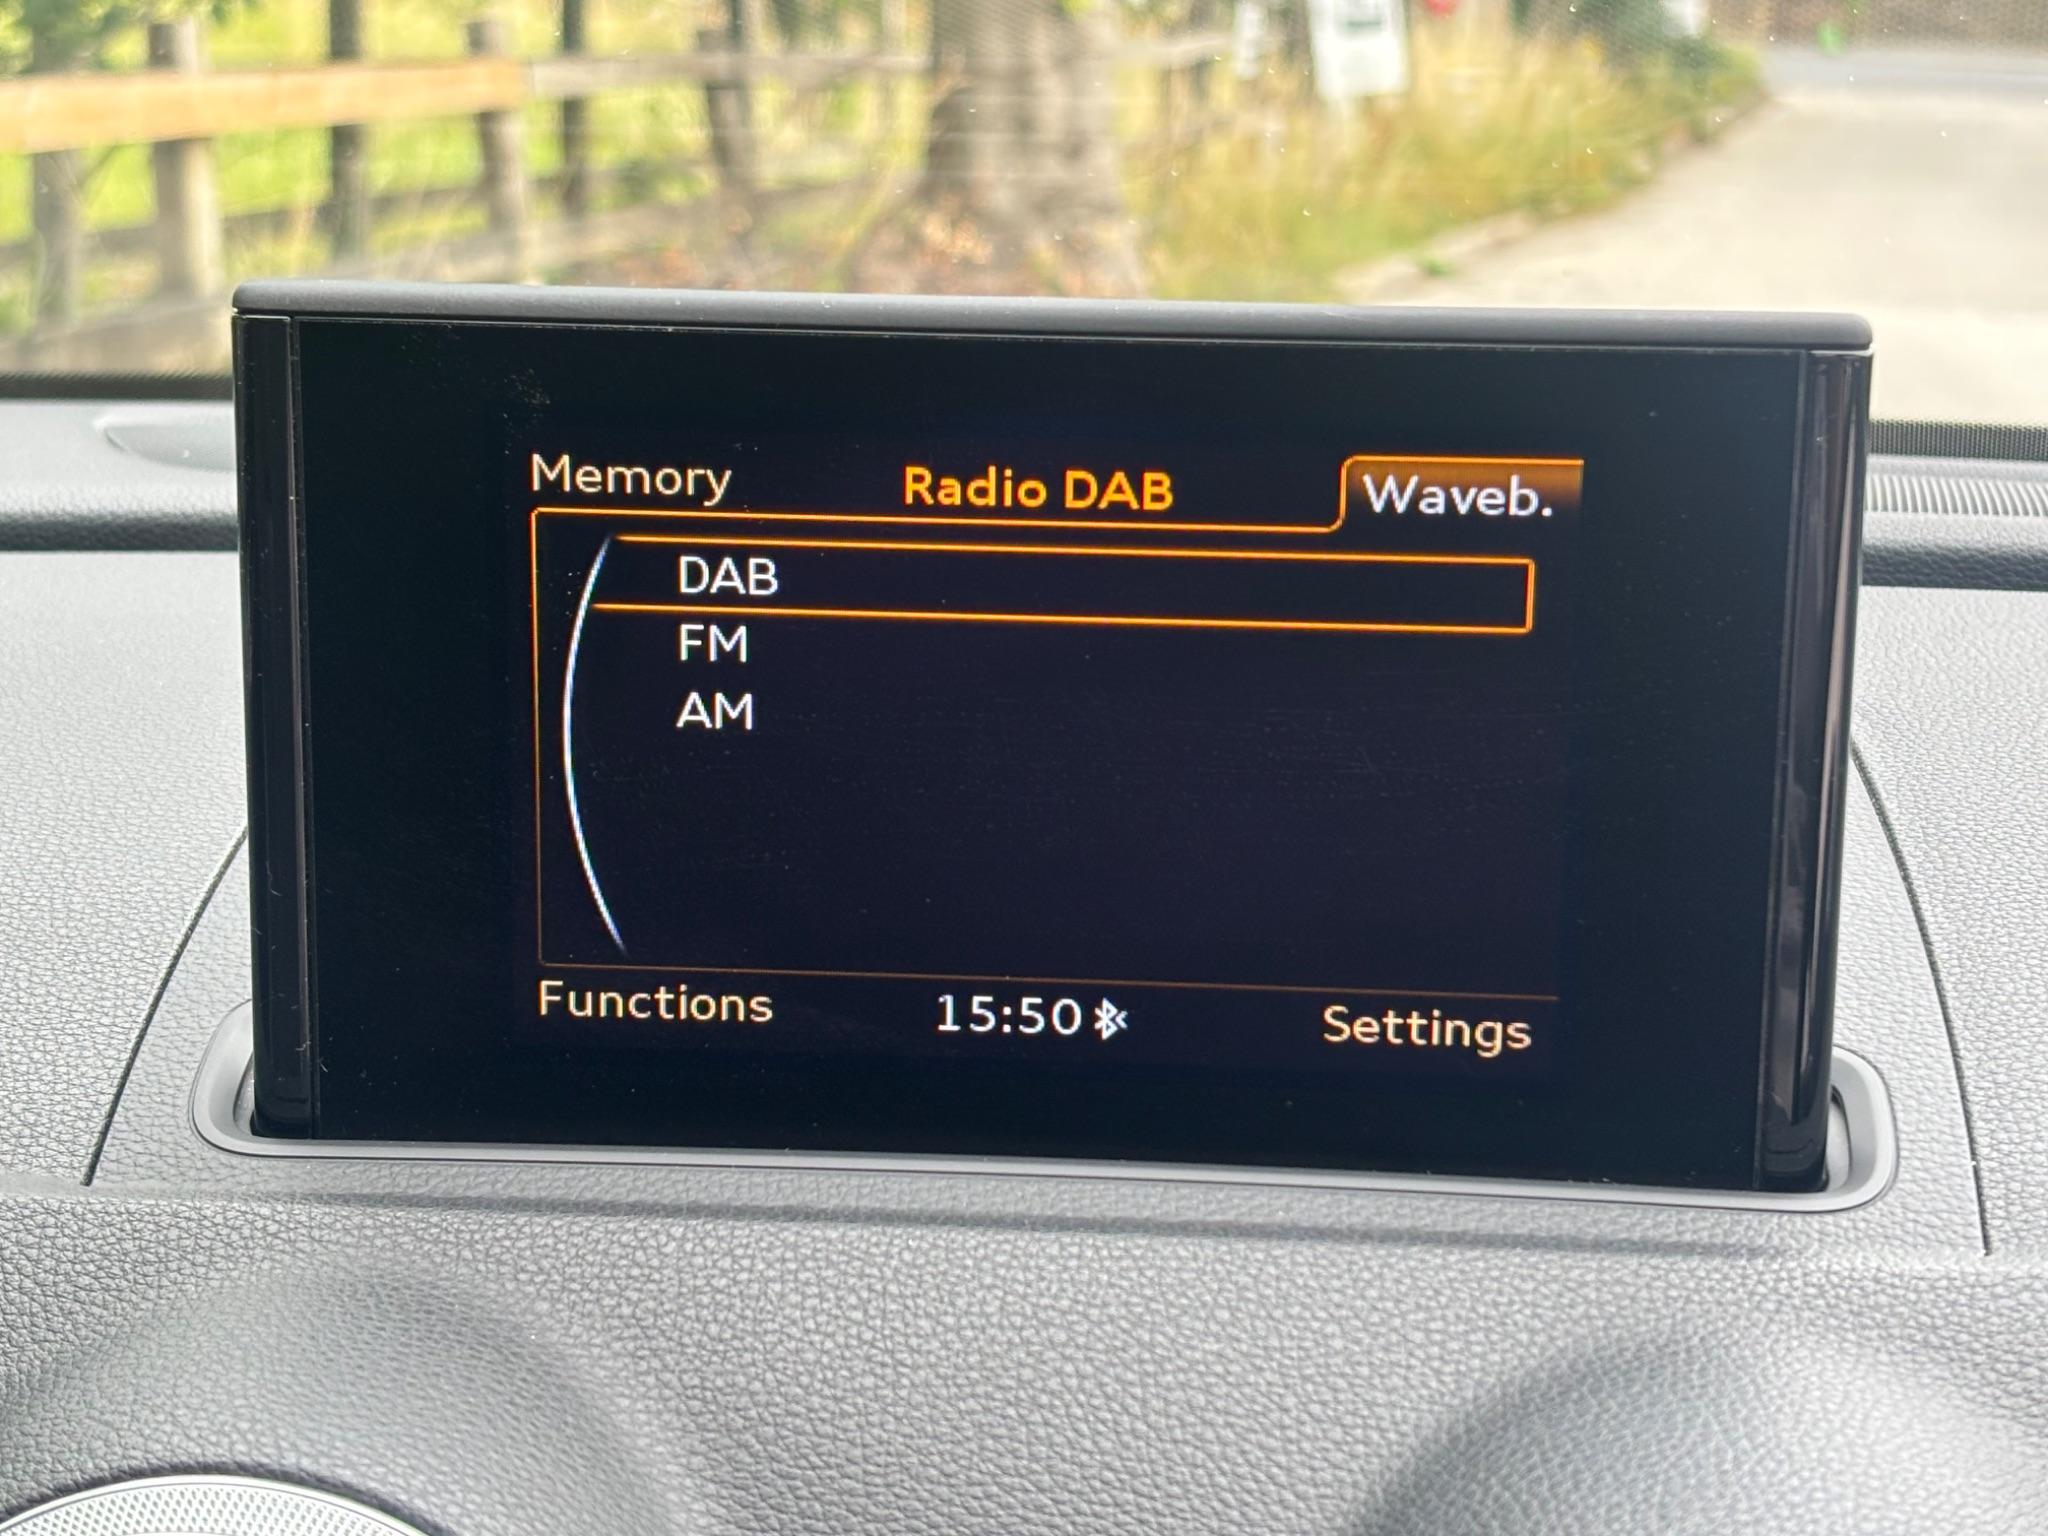 Memory Radio DAB Waveb.
DAB
FM
AM
Functions 15:50 Settings